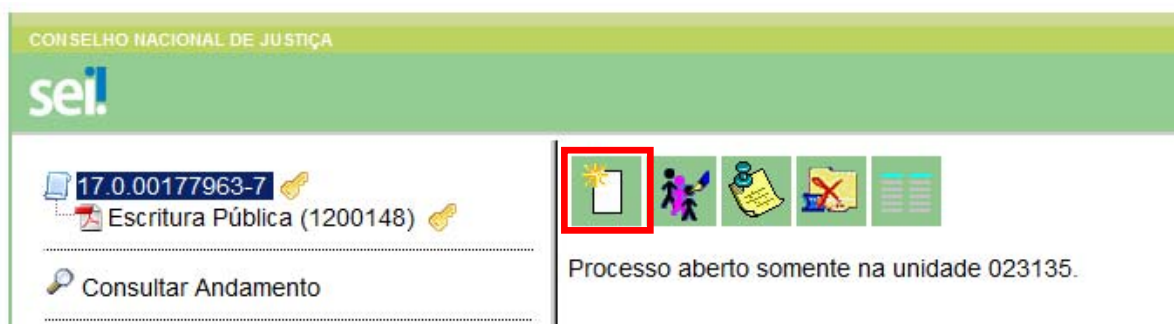 CONSELHO NACIONAL DE JUSTIÇA
sei!
17.0.00177963-7
Escritura Pública (1200148)
Consultar Andamento
Processo aberto somente na unidade 023135.